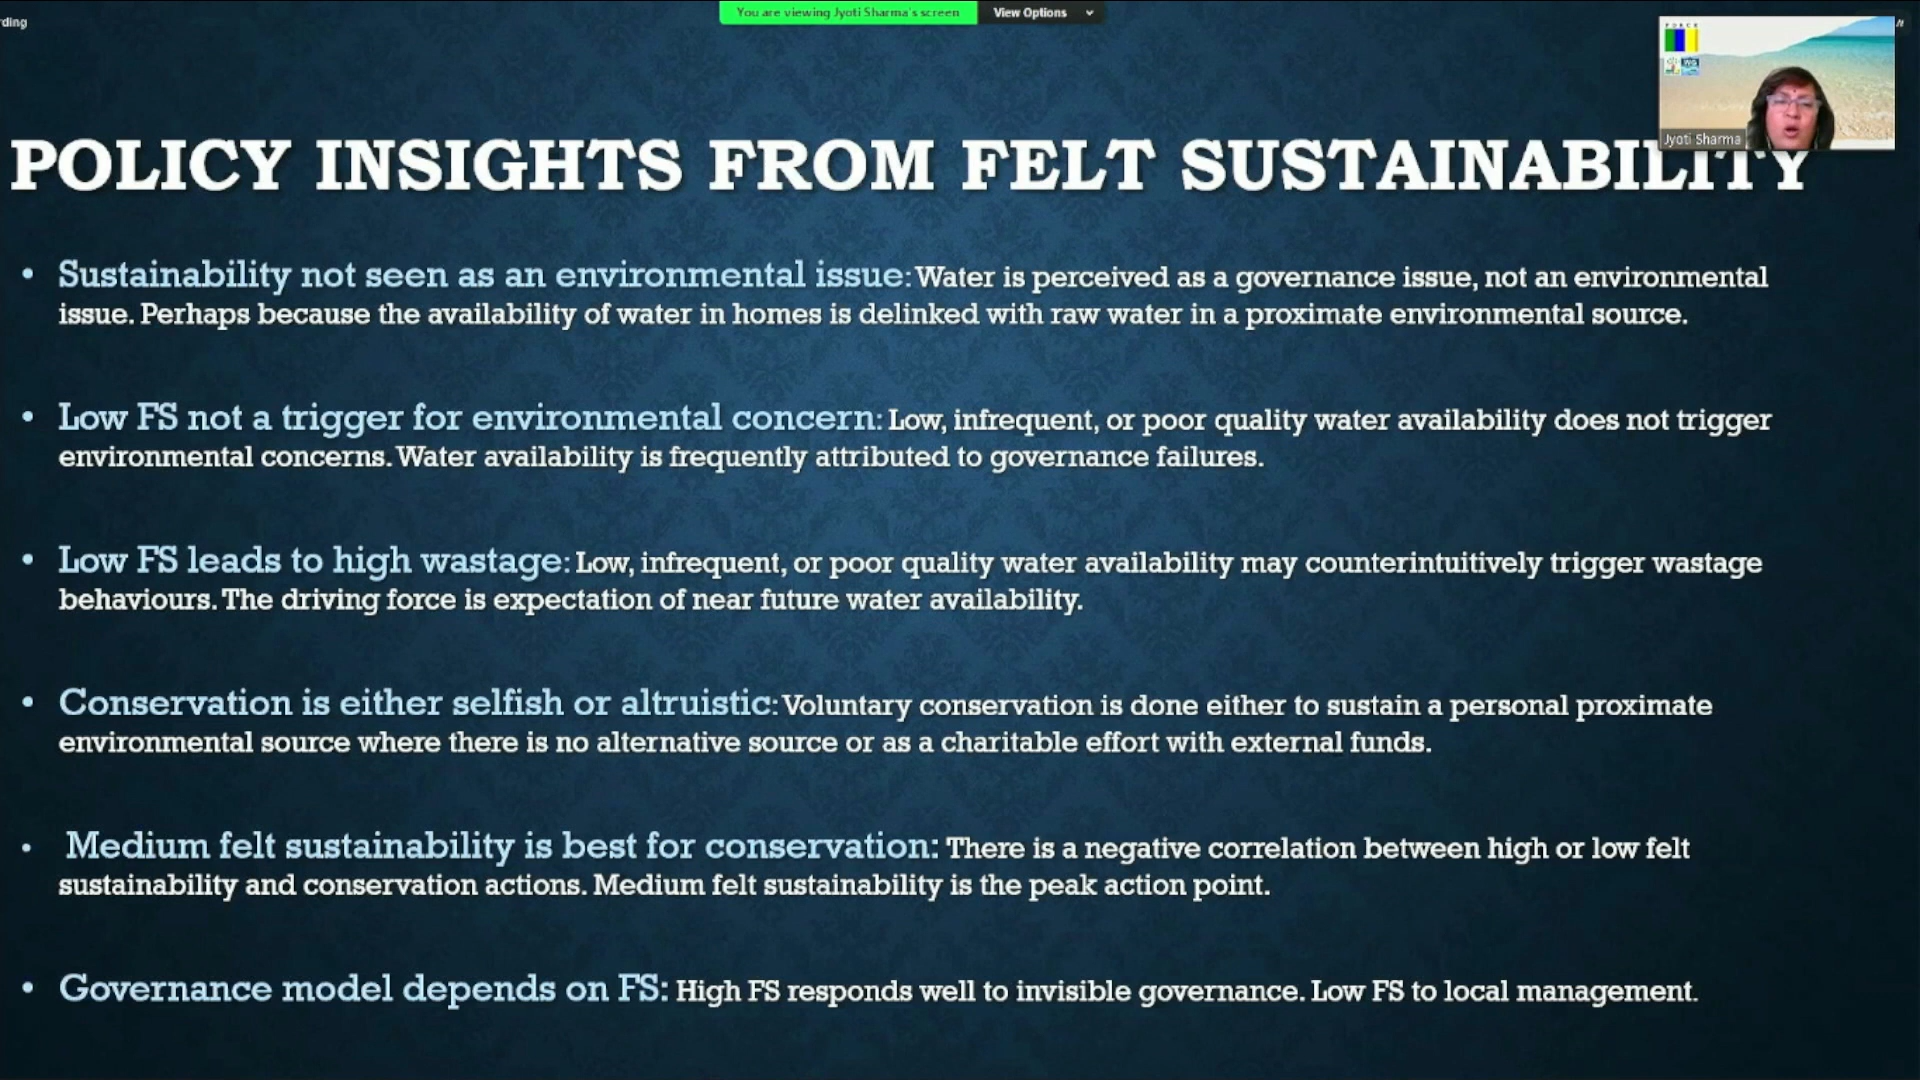 rding
You are viewing Jyoti Sharma's screen
View Options
FORCE
Jyoti Sharma
POLICY INSIGHTS FROM FELT SUSTAINABILITY
• Sustainability not seen as an environmental issue: Water is perceived as a governance issue, not an environmental
issue. Perhaps because the availability of water in homes is delinked with raw water in a proximate environmental source.
• Low FS not a trigger for environmental concern: Low, infrequent, or poor quality water availability does not trigger
environmental concerns. Water availability is frequently attributed to governance failures.
• Low FS leads to high wastage: Low, infrequent, or poor quality water availability may counterintuitively trigger wastage
behaviours. The driving force is expectation of near future water availability.
• Conservation is either selfish or altruistic: Voluntary conservation is done either to sustain a personal proximate
environmental source where there is no alternative source or as a charitable effort with external funds.
• Medium felt sustainability is best for conservation: There is a negative correlation between high or low felt
sustainability and conservation actions. Medium felt sustainability is the peak action point.
• Governance model depends on FS: High FS responds well to invisible governance. Low FS to local management.